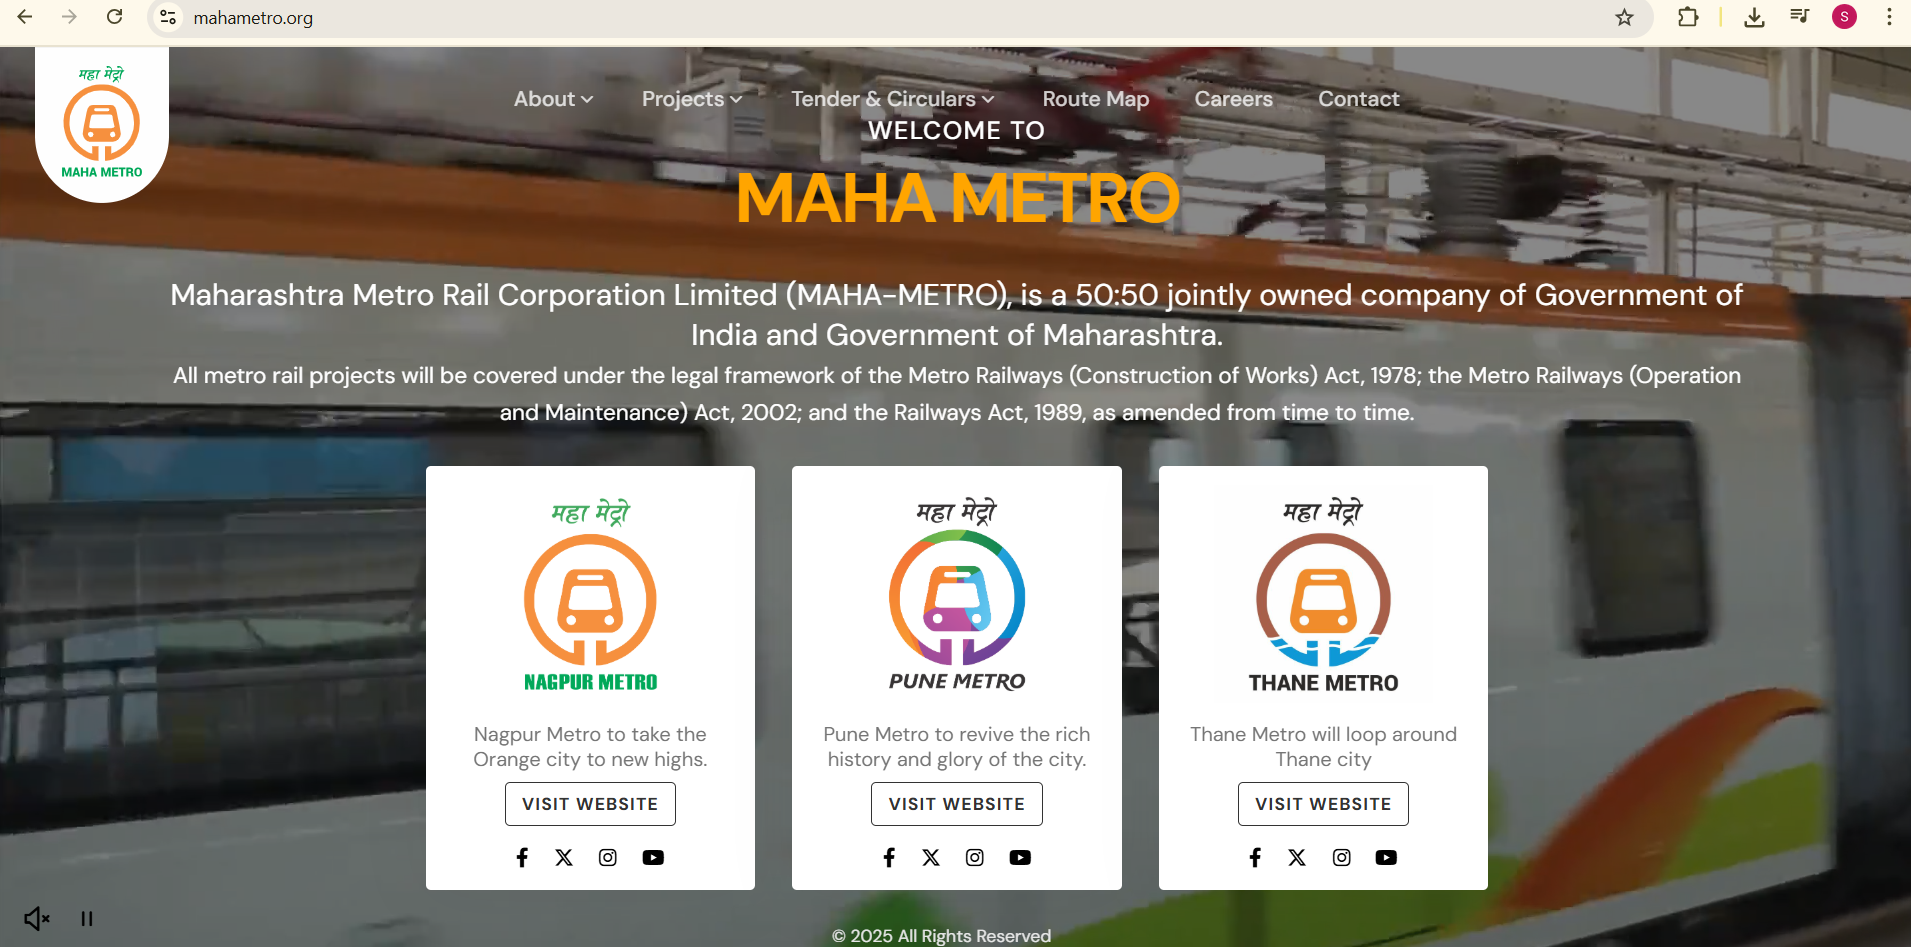 mahametro.org
S
महा मेट्रो
MAHA METRO
About
Projects
Tender & Circulars
Route Map
Careers
Contact
WELCOME TO
MAHA METRO
Maharashtra Metro Rail Corporation Limited (MAHA-METRO), is a 50:50 jointly owned company of Government of
India and Government of Maharashtra.
All metro rail projects will be covered under the legal framework of the Metro Railways (Construction of Works) Act, 1978; the Metro Railways (Operation
and Maintenance) Act, 2002; and the Railways Act, 1989, as amended from time to time.
महा मेट्रो
NAGPUR METRO
Nagpur Metro to take the
Orange city to new highs.
VISIT WEBSITE
महा मेट्रो
PUNE METRO
Pune Metro to revive the rich
history and glory of the city.
VISIT WEBSITE
महा मेट्रो
THANE METRO
Thane Metro will loop around
Thane city
VISIT WEBSITE
© 2025 All Rights Reserved